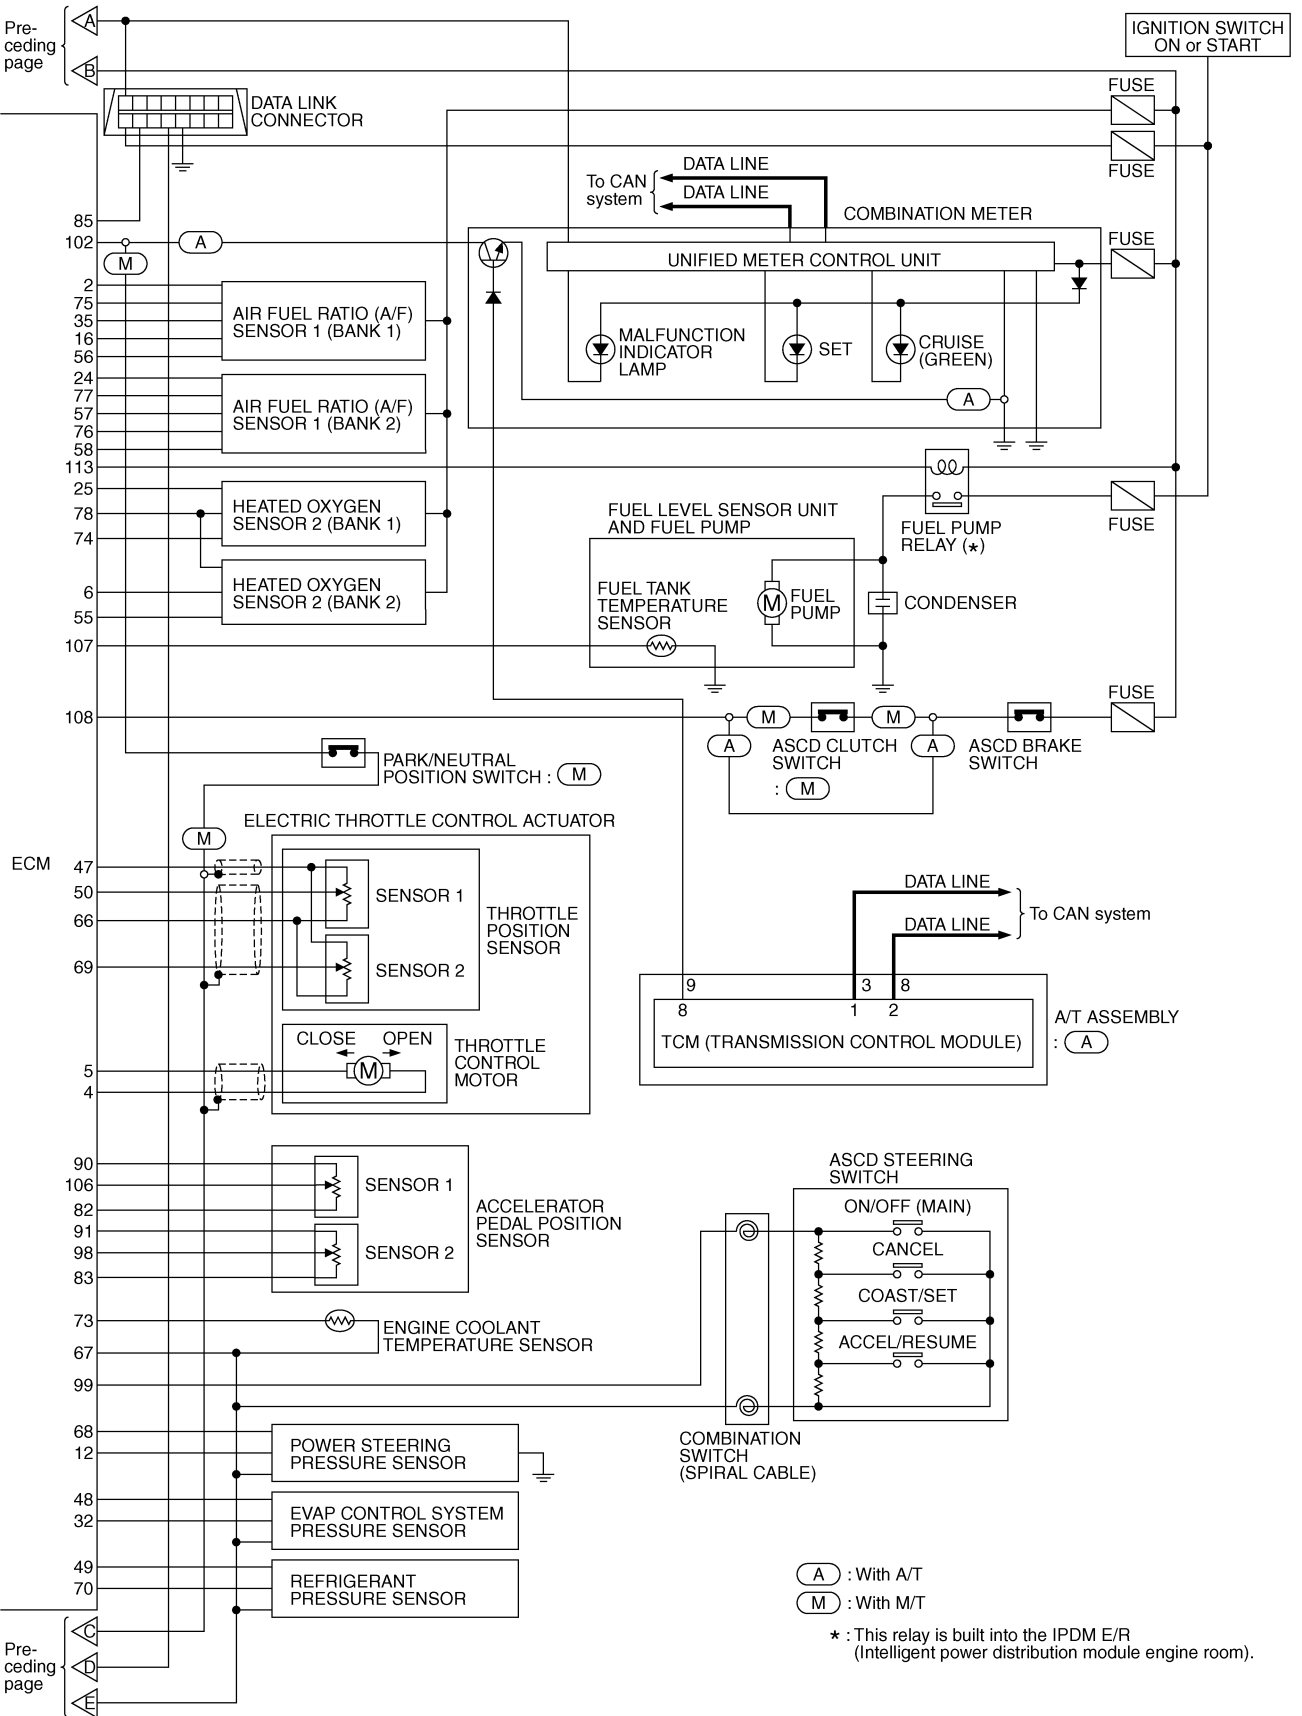 Pre-
ceding
page
A
B
IGNITION SWITCH
ON or START
DATA LINK
CONNECTOR
FUSE
FUSE
DATA LINE
DATA LINE
To CAN
system
COMBINATION METER
UNIFIED METER CONTROL UNIT
FUSE
85
102
A
M
2
75
35
16
56
AIR FUEL RATIO (A/F)
SENSOR 1 (BANK 1)
MALFUNCTION
INDICATOR
LAMP
SET
CRUISE
(GREEN)
A
24
77
57
76
58
AIR FUEL RATIO (A/F)
SENSOR 1 (BANK 2)
113
25
78
74
HEATED OXYGEN
SENSOR 2 (BANK 1)
FUEL PUMP
RELAY (*)
FUSE
6
55
HEATED OXYGEN
SENSOR 2 (BANK 2)
FUEL LEVEL SENSOR UNIT
AND FUEL PUMP
FUEL TANK
TEMPERATURE
SENSOR
M
FUEL
PUMP
CONDENSER
107
108
M
M
A
A
ASCD CLUTCH
SWITCH
: M
ASCD BRAKE
SWITCH
FUSE
PARK/NEUTRAL
POSITION SWITCH : M
M
ELECTRIC THROTTLE CONTROL ACTUATOR
ECM
47
50
66
69
SENSOR 1
SENSOR 2
THROTTLE
POSITION
SENSOR
CLOSE OPEN
M
THROTTLE
CONTROL
MOTOR
5
4
DATA LINE
DATA LINE
To CAN system
9 3 8
8 1 2
TCM (TRANSMISSION CONTROL MODULE)
A/T ASSEMBLY
: A
90
106
82
91
98
83
SENSOR 1
SENSOR 2
ACCELERATOR
PEDAL POSITION
SENSOR
ASCD STEERING
SWITCH
ON/OFF (MAIN)
CANCEL
COAST/SET
ACCEL/RESUME
73
67
ENGINE COOLANT
TEMPERATURE SENSOR
99
COMBINATION
SWITCH
(SPIRAL CABLE)
68
12
POWER STEERING
PRESSURE SENSOR
48
32
EVAP CONTROL SYSTEM
PRESSURE SENSOR
49
70
REFRIGERANT
PRESSURE SENSOR
A : With A/T
M : With M/T
* : This relay is built into the IPDM E/R
(Intelligent power distribution module engine room).
Pre-
ceding
page
C
D
E